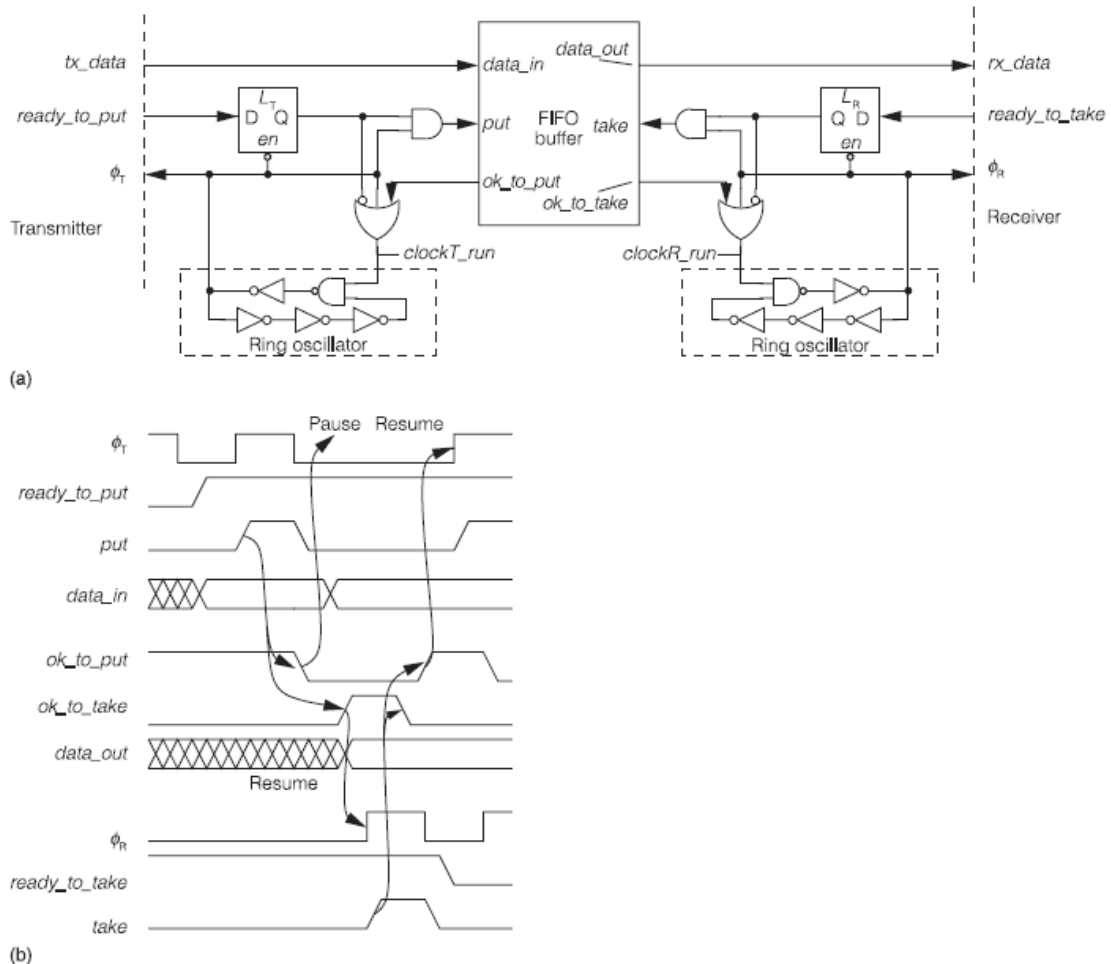 tx_data
data_in
data_out
rx_data
ready_to_put
L_T
D Q
en
put
FIFO
buffer
take
L_R
Q D
en
ready_to_take
ϕ_T
ok_to_put
ok_to_take
ϕ_R
Transmitter
clockT_run
clockR_run
Receiver
Ring oscillator
Ring oscillator
(a)
Pause Resume
ϕ_T
ready_to_put
put
data_in
ok_to_put
ok_to_take
data_out
Resume
ϕ_R
ready_to_take
take
(b)